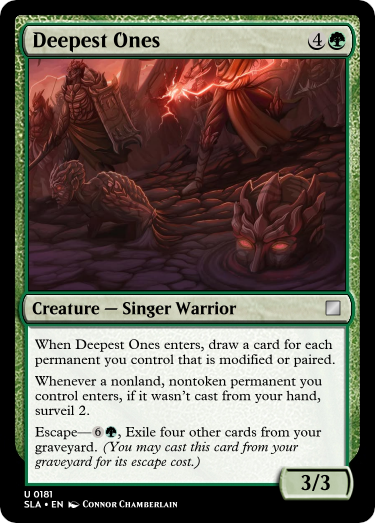 Deepest Ones 4
Creature — Singer Warrior
When Deepest Ones enters, draw a card for each
permanent you control that is modified or paired.
Whenever a nonland, nontoken permanent you
control enters, if it wasn't cast from your hand,
surveil 2.
Escape—6, Exile four other cards from your
graveyard. (You may cast this card from your
graveyard for its escape cost.)
3/3
U 0181
SLA • EN Connor Chamberlain